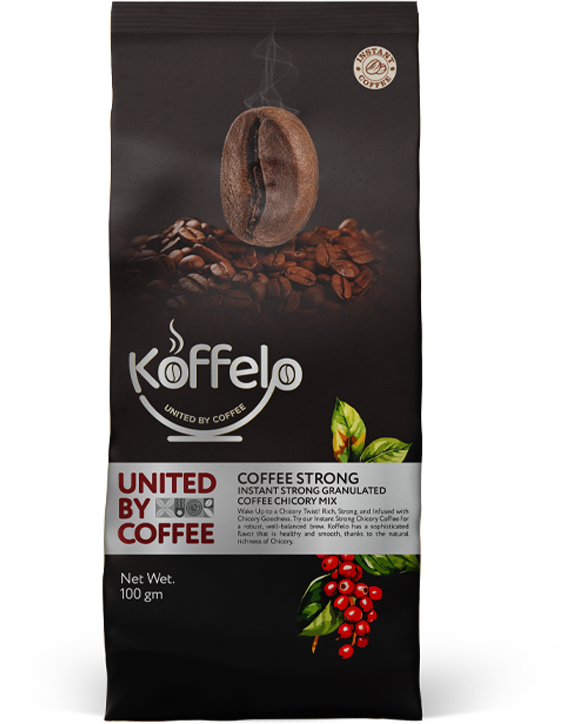 INSTANT
COFFEE
Koffelo
UNITED BY COFFEE
UNITED
BY
COFFEE
COFFEE STRONG
INSTANT STRONG GRANULATED
COFFEE CHICORY MIX
Wake Up to a Chicory Twist! Rich, Strong, and Infused with
Chicory Goodness. Try our Instant Strong Chicory Coffee for
a robust, well-balanced brew. Koffelo has a sophisticated
flavor that is healthy and smooth, thanks to the natural
richness of Chicory.
Net Wet.
100 gm